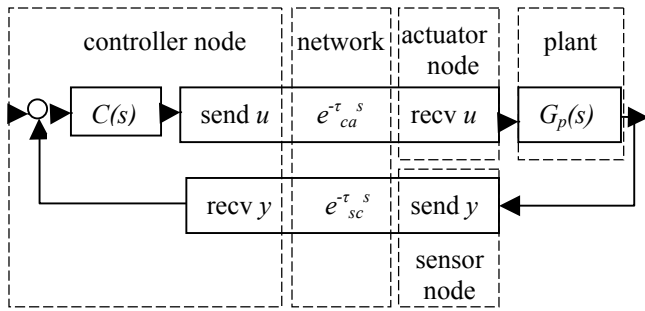 controller node
network
actuator
node
plant
C(s)
send u
e^-τ_ca s
recv u
G_p(s)
recv y
e^-τ_sc s
send y
sensor
node